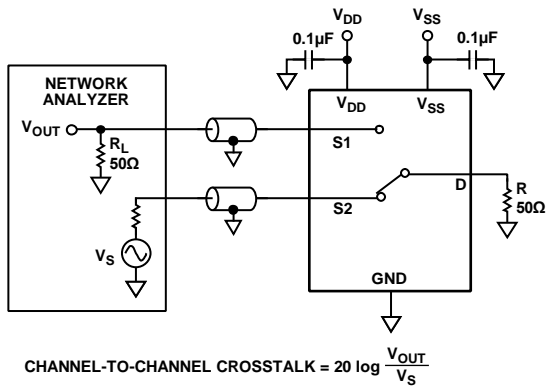 V_DD V_SS
0.1µF 0.1µF
NETWORK
ANALYZER
V_DD V_SS
V_OUT
R_L
50Ω
S1
S2
D
R
50Ω
V_S
GND
CHANNEL-TO-CHANNEL CROSSTALK = 20 log V_OUT / V_S